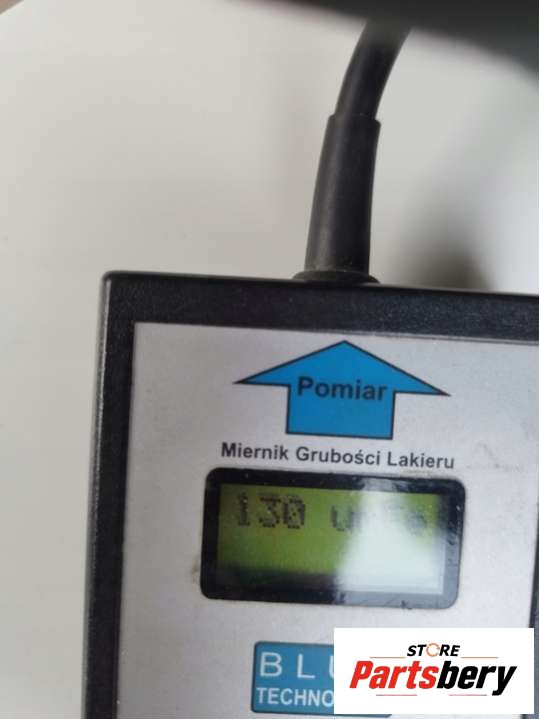 Pomiar
Miernik Grubości Lakieru
130
STORE
Partsbery